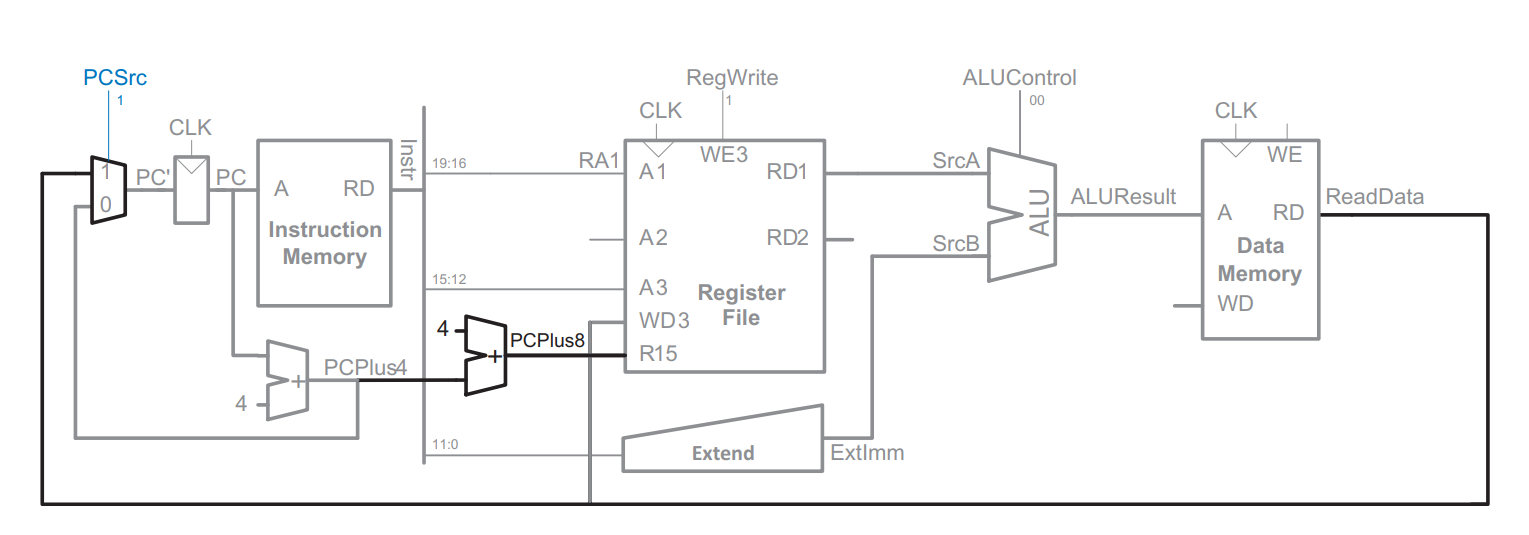 PCSrc
1
CLK
1
0
PC'
PC
A
RD
Instruction
Memory
4
+
PCPlus4
Instr
19:16
15:12
11:0
4
+
PCPlus8
RegWrite
1
CLK
RA1
A1
WE3
RD1
A2
RD2
A3
WD3
R15
Register
File
Extend
ExtImm
ALUControl
00
SrcA
SrcB
ALU
ALUResult
CLK
WE
A
RD
Data
Memory
WD
ReadData